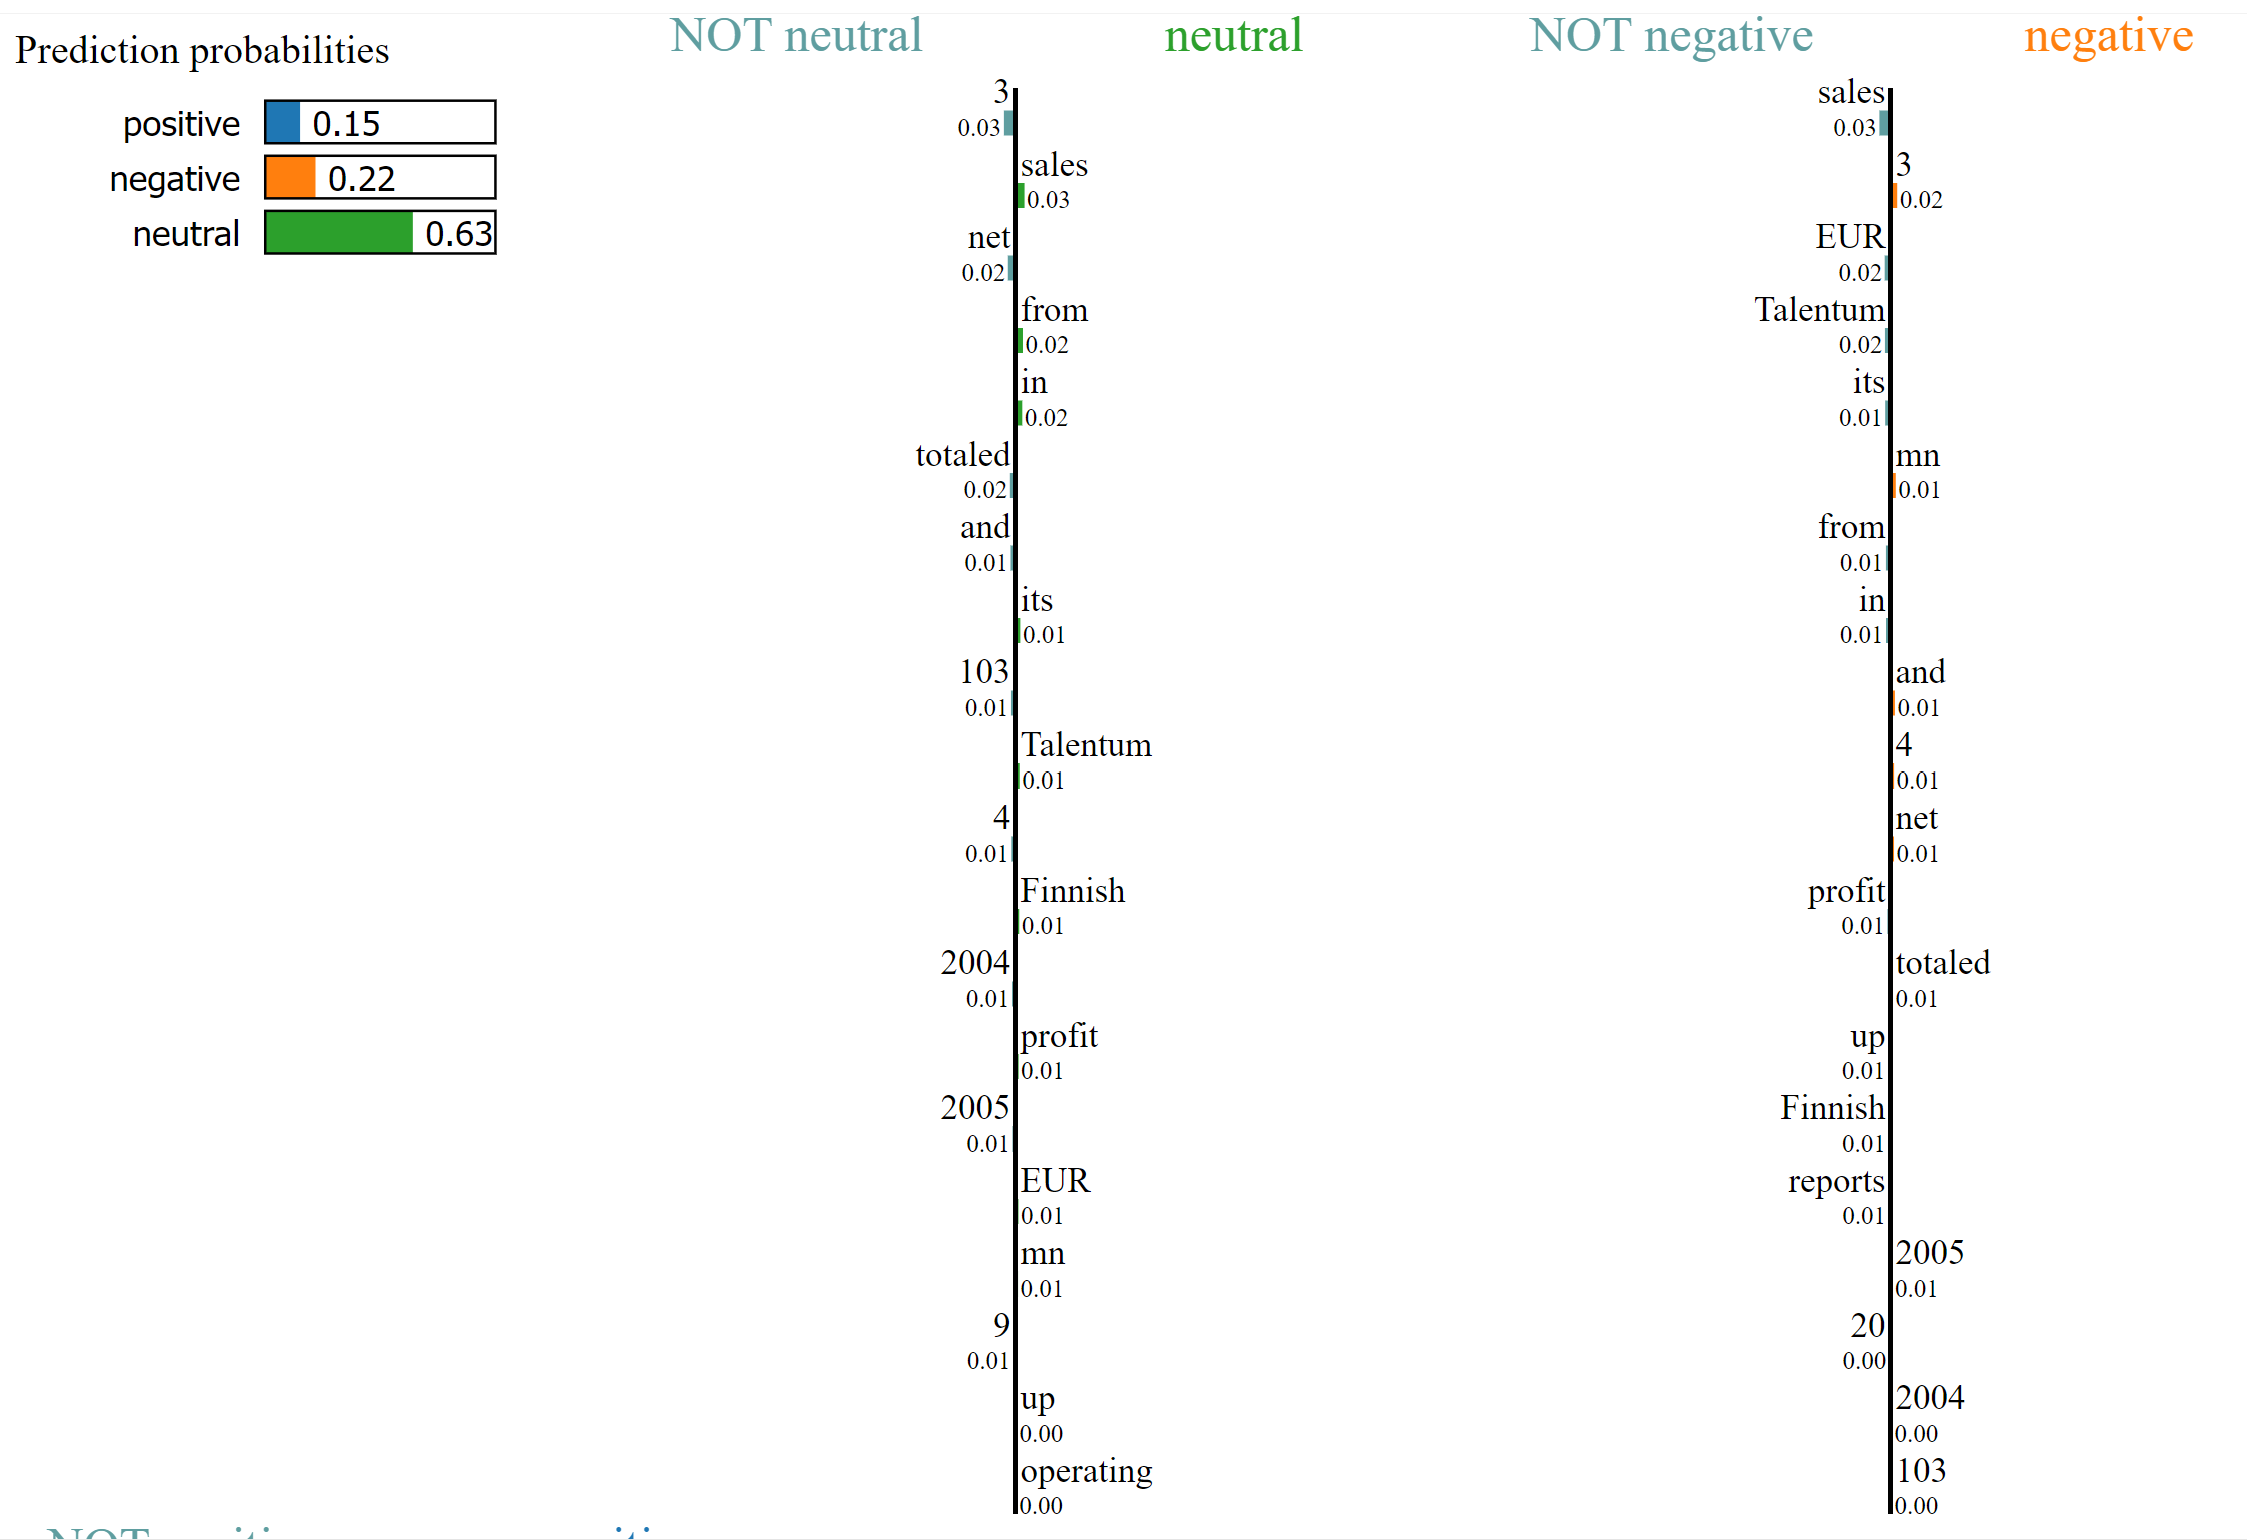 Prediction probabilities
positive 0.15
negative 0.22
neutral 0.63
NOT neutral neutral
3
0.03
sales
0.03
net
0.02
from
0.02
in
0.02
totaled
0.02
and
0.01
its
0.01
103
0.01
Talentum
0.01
4
0.01
Finnish
0.01
2004
0.01
profit
0.01
2005
0.01
EUR
0.01
mn
0.01
9
0.01
up
0.00
operating
0.00
NOT negative negative
sales
0.03
3
0.02
EUR
0.02
Talentum
0.02
its
0.01
mn
0.01
from
0.01
in
0.01
and
0.01
4
0.01
net
0.01
profit
0.01
totaled
0.01
up
0.01
Finnish
0.01
reports
0.01
2005
0.01
20
0.00
2004
0.00
103
0.00